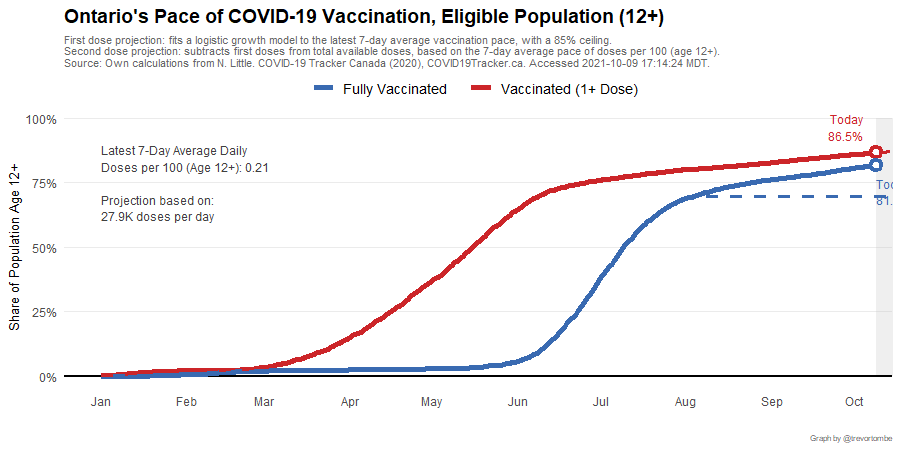 Ontario's Pace of COVID-19 Vaccination, Eligible Population (12+)
First dose projection: fits a logistic growth model to the latest 7-day average vaccination pace, with a 85% ceiling.
Second dose projection: subtracts first doses from total available doses, based on the 7-day average pace of doses per 100 (age 12+).
Source: Own calculations from N. Little. COVID-19 Tracker Canada (2020), COVID19Tracker.ca. Accessed 2021-10-09 17:14:24 MDT.
Fully Vaccinated
Vaccinated (1+ Dose)
Share of Population Age 12+
100%
75%
50%
25%
0%
Latest 7-Day Average Daily
Doses per 100 (Age 12+): 0.21
Projection based on:
27.9K doses per day
Today
86.5%
Toc
81.
Jan
Feb
Mar
Apr
May
Jun
Jul
Aug
Sep
Oct
Graph by @trevortombe